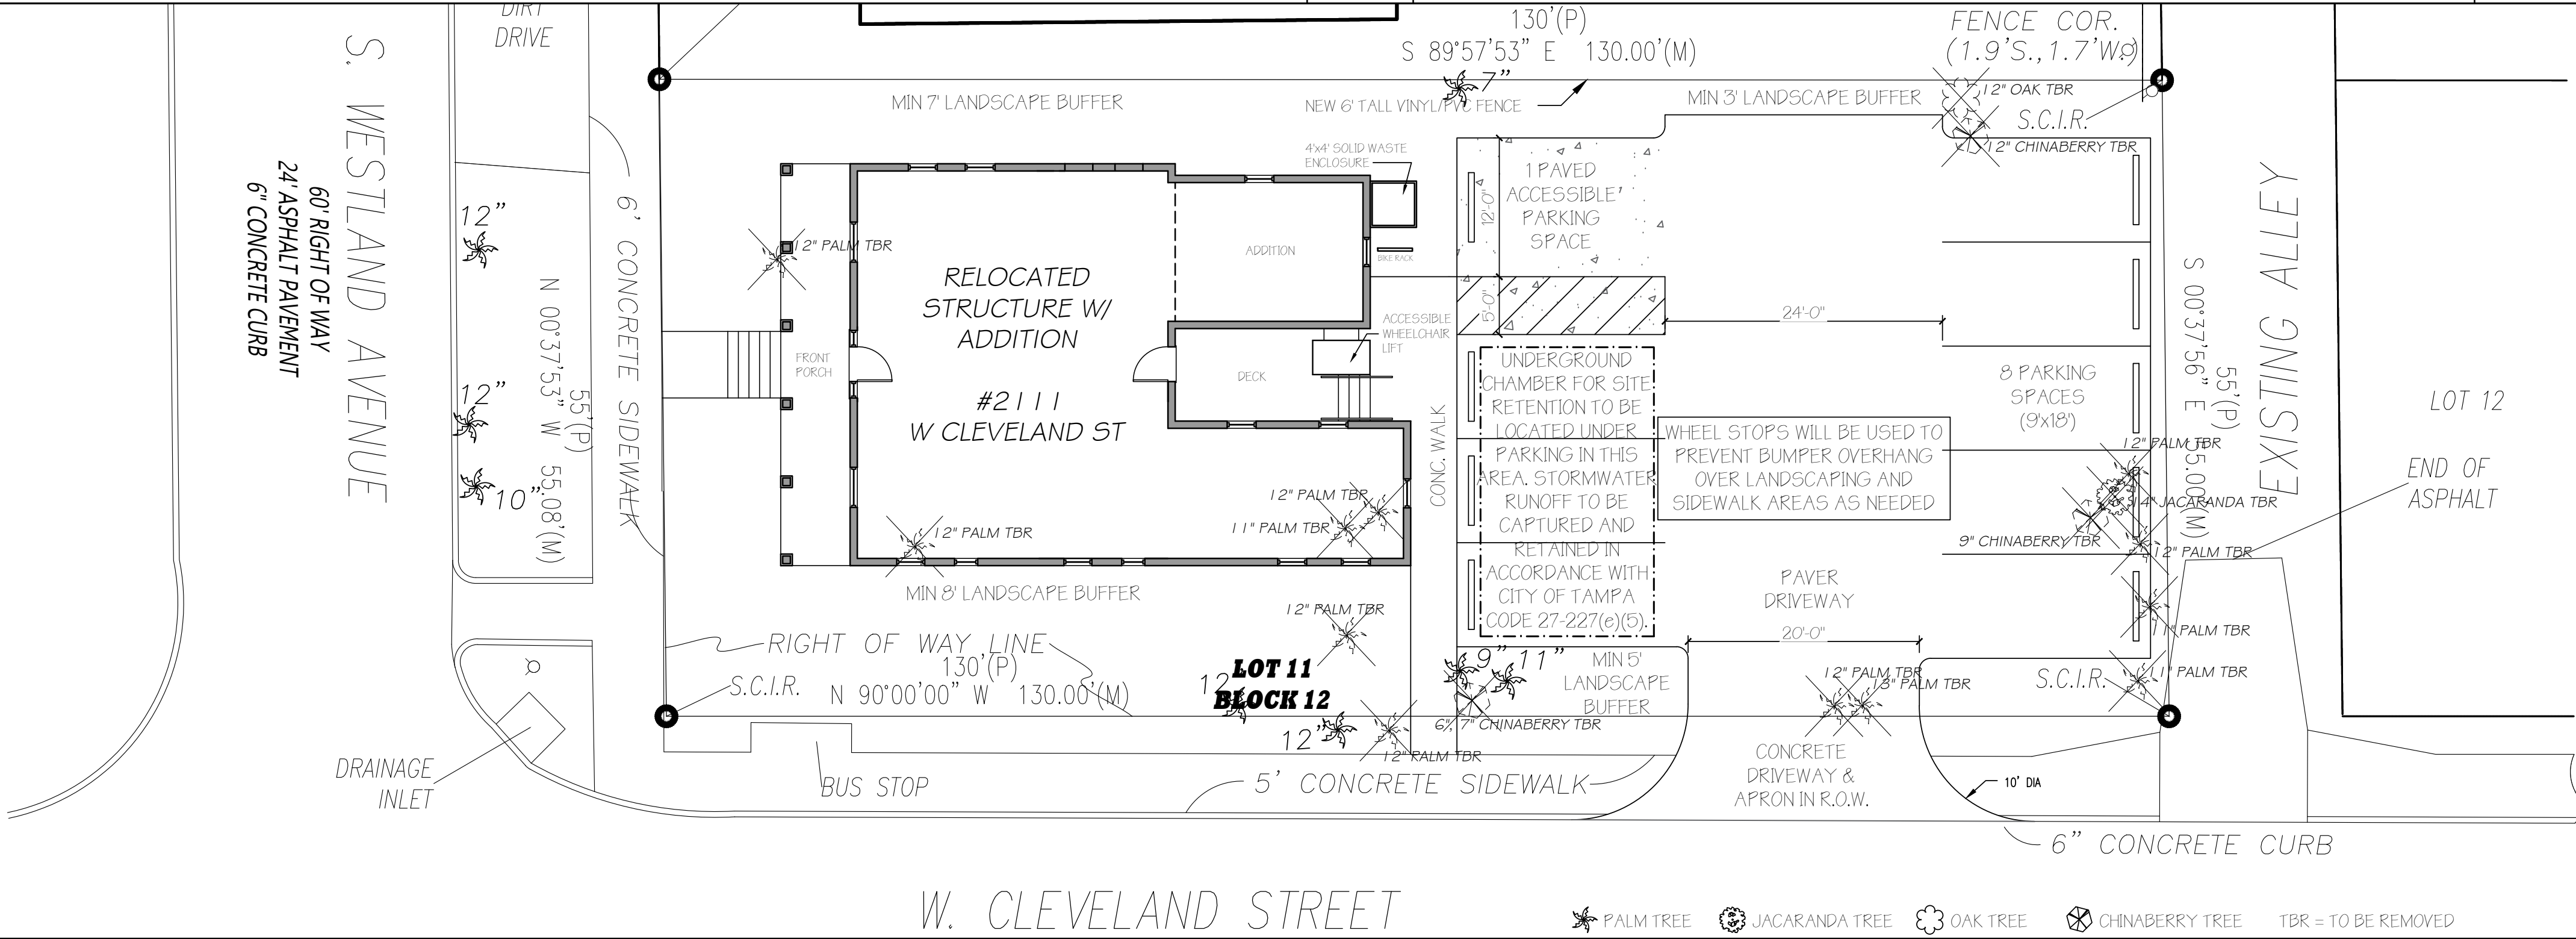 DIRT
DRIVE
130'(P)
S 89°57'53" E 130.00'(M)
FENCE COR.
(1.9'S.,1.7'W.)
7"
MIN 7' LANDSCAPE BUFFER
NEW 6' TALL VINYL/PVC FENCE
MIN 3' LANDSCAPE BUFFER
12" OAK TBR
S.C.I.R.
12" CHINABERRY TBR
S. WESTLAND AVENUE
60' RIGHT OF WAY
24' ASPHALT PAVEMENT
6" CONCRETE CURB
12"
12"
10"
N 00°37'53" W 55.08'(M)
55'(P)
6' CONCRETE SIDEWALK
12" PALM TBR
FRONT
PORCH
RELOCATED
STRUCTURE W/
ADDITION
#2111
W CLEVELAND ST
ADDITION
DECK
4'x4' SOLID WASTE
ENCLOSURE
BIKE RACK
ACCESSIBLE
WHEELCHAIR
LIFT
CONC. WALK
12'-0"
5'-0"
1 PAVED
ACCESSIBLE
PARKING
SPACE
24'-0"
UNDERGROUND
CHAMBER FOR SITE
RETENTION TO BE
LOCATED UNDER
PARKING IN THIS
AREA. STORMWATER
RUNOFF TO BE
CAPTURED AND
RETAINED IN
ACCORDANCE WITH
CITY OF TAMPA
CODE 27-227(e)(5).
WHEEL STOPS WILL BE USED TO
PREVENT BUMPER OVERHANG
OVER LANDSCAPING AND
SIDEWALK AREAS AS NEEDED
8 PARKING
SPACES
(9'x18')
S 00°37'56" E 55.00'(M)
55'(P)
EXISTING ALLEY
LOT 12
END OF
ASPHALT
12" PALM TBR
14" JACARANDA TBR
9" CHINABERRY TBR
12" PALM TBR
11" PALM TBR
11" PALM TBR
S.C.I.R.
12" PALM TBR
12" PALM TBR
11" PALM TBR
MIN 8' LANDSCAPE BUFFER
12" PALM TBR
PAVER
DRIVEWAY
20'-0"
RIGHT OF WAY LINE
130'(P)
N 90°00'00" W 130.00'(M)
S.C.I.R.
LOT 11
BLOCK 12
12"
12"
9"
11"
MIN 5'
LANDSCAPE
BUFFER
6", 7" CHINABERRY TBR
12" PALM TBR
12" PALM TBR
13" PALM TBR
DRAINAGE
INLET
BUS STOP
5' CONCRETE SIDEWALK
CONCRETE
DRIVEWAY &
APRON IN R.O.W.
10' DIA
6" CONCRETE CURB
W. CLEVELAND STREET
PALM TREE JACARANDA TREE OAK TREE CHINABERRY TREE TBR = TO BE REMOVED